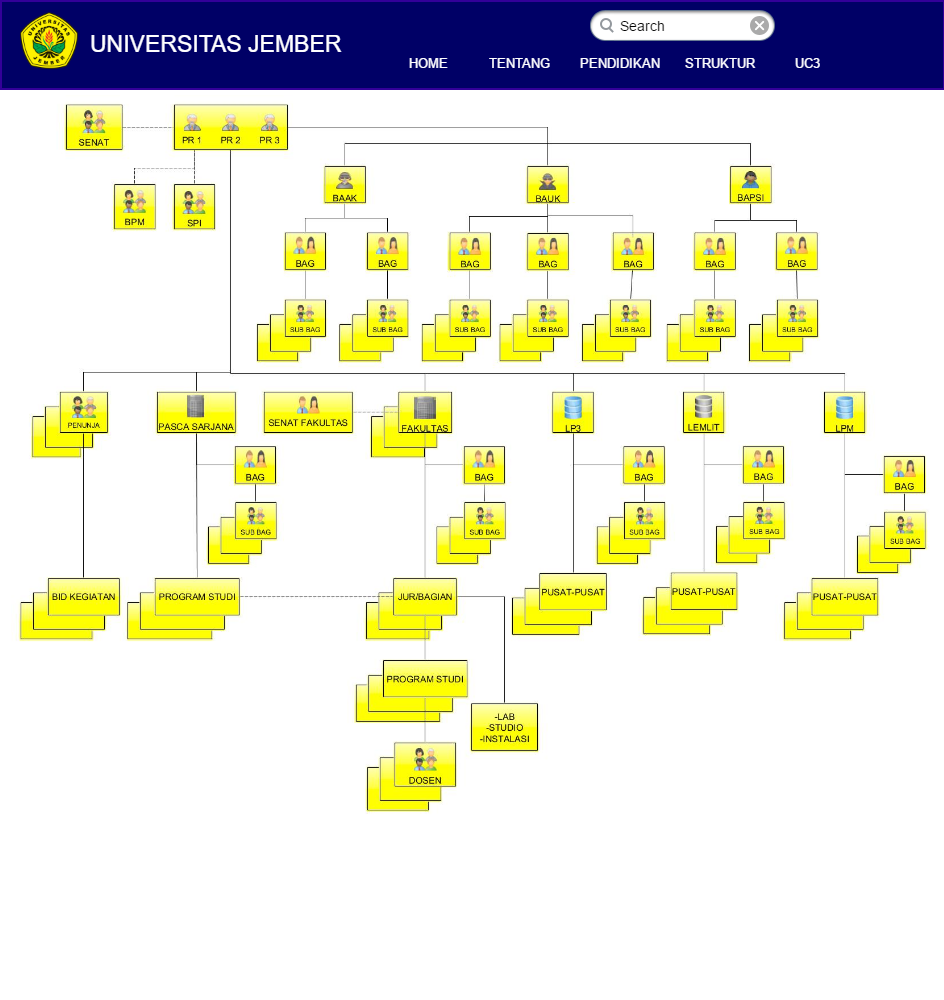 UNIVERSITAS
JEMBER
UNIVERSITAS JEMBER
Search
HOME TENTANG PENDIDIKAN STRUKTUR UC3
SENAT
PR 1 PR 2 PR 3
BPM SPI
BAAK BAUK BAPSI
BAG BAG BAG BAG BAG BAG BAG
SUB BAG SUB BAG SUB BAG SUB BAG SUB BAG SUB BAG SUB BAG
PENUNJA PASCA SARJANA SENAT FAKULTAS FAKULTAS LP3 LEMLIT LPM
BAG BAG BAG BAG BAG
SUB BAG SUB BAG SUB BAG SUB BAG SUB BAG
BID KEGIATAN PROGRAM STUDI JUR/BAGIAN PUSAT-PUSAT PUSAT-PUSAT PUSAT-PUSAT
PROGRAM STUDI
-LAB
-STUDIO
-INSTALASI
DOSEN